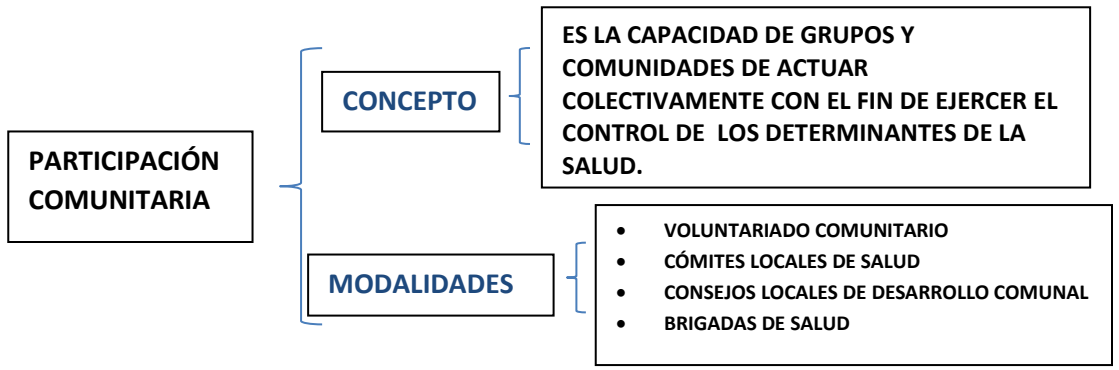 PARTICIPACIÓN
COMUNITARIA
CONCEPTO
ES LA CAPACIDAD DE GRUPOS Y
COMUNIDADES DE ACTUAR
COLECTIVAMENTE CON EL FIN DE EJERCER EL
CONTROL DE LOS DETERMINANTES DE LA
SALUD.
MODALIDADES
• VOLUNTARIADO COMUNITARIO
• CÓMITES LOCALES DE SALUD
• CONSEJOS LOCALES DE DESARROLLO COMUNAL
• BRIGADAS DE SALUD